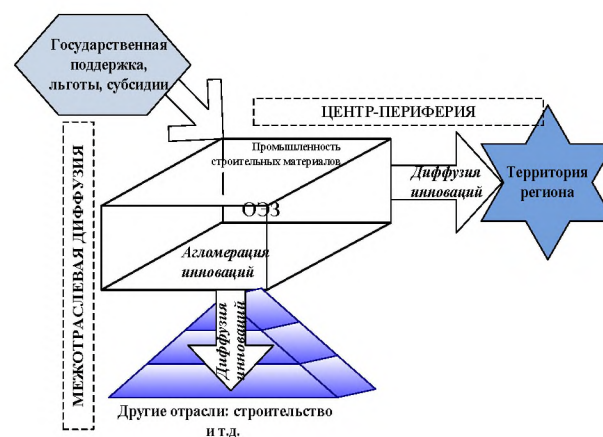 Государственная
поддержка,
льготы, субсидии
ЦЕНТР-ПЕРИФЕРИЯ
Промышленность
строительных материалов
Диффузия
инноваций
Территория
региона
ОЭЗ
МЕЖОТРАСЛЕВАЯ ДИФФУЗИЯ
Агломерация
инноваций
Диффузия
инноваций
Другие отрасли: строительство
и т.д.